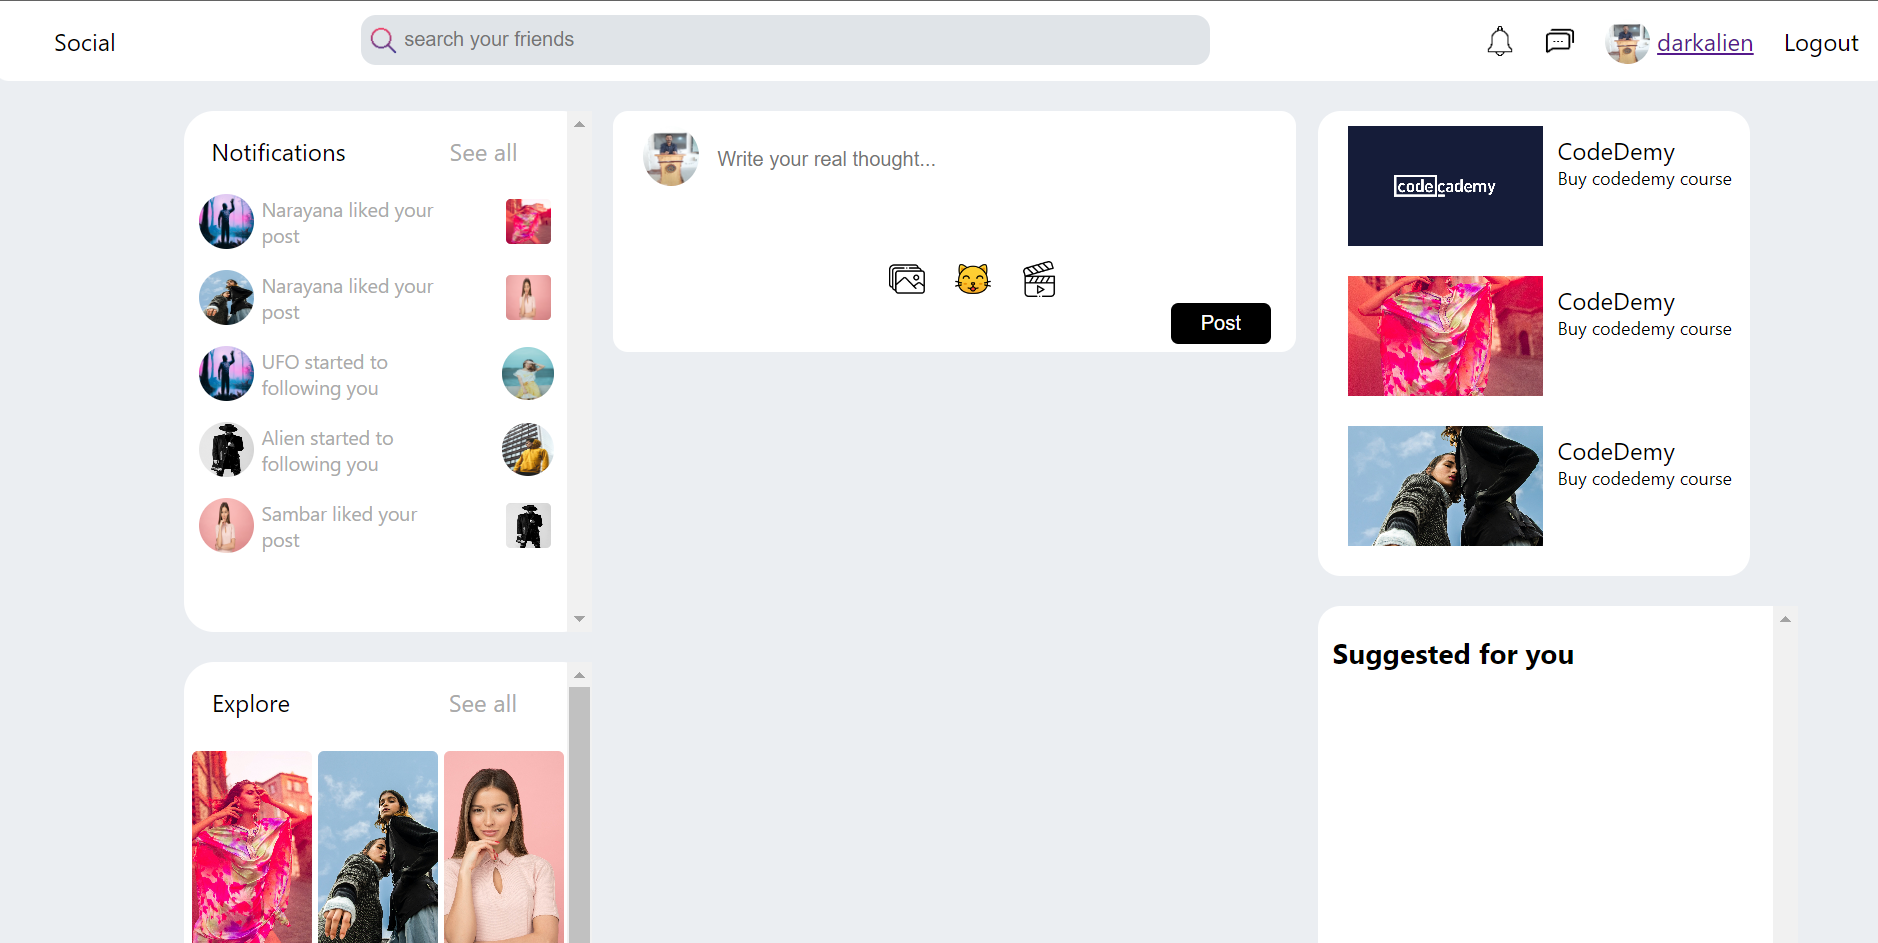 Social
search your friends
darkalien
Logout
Notifications
See all
Narayana liked your
post
Narayana liked your
post
UFO started to
following you
Alien started to
following you
Sambar liked your
post
Explore
See all
Write your real thought...
Post
codecademy
CodeDemy
Buy codedemy course
CodeDemy
Buy codedemy course
CodeDemy
Buy codedemy course
Suggested for you